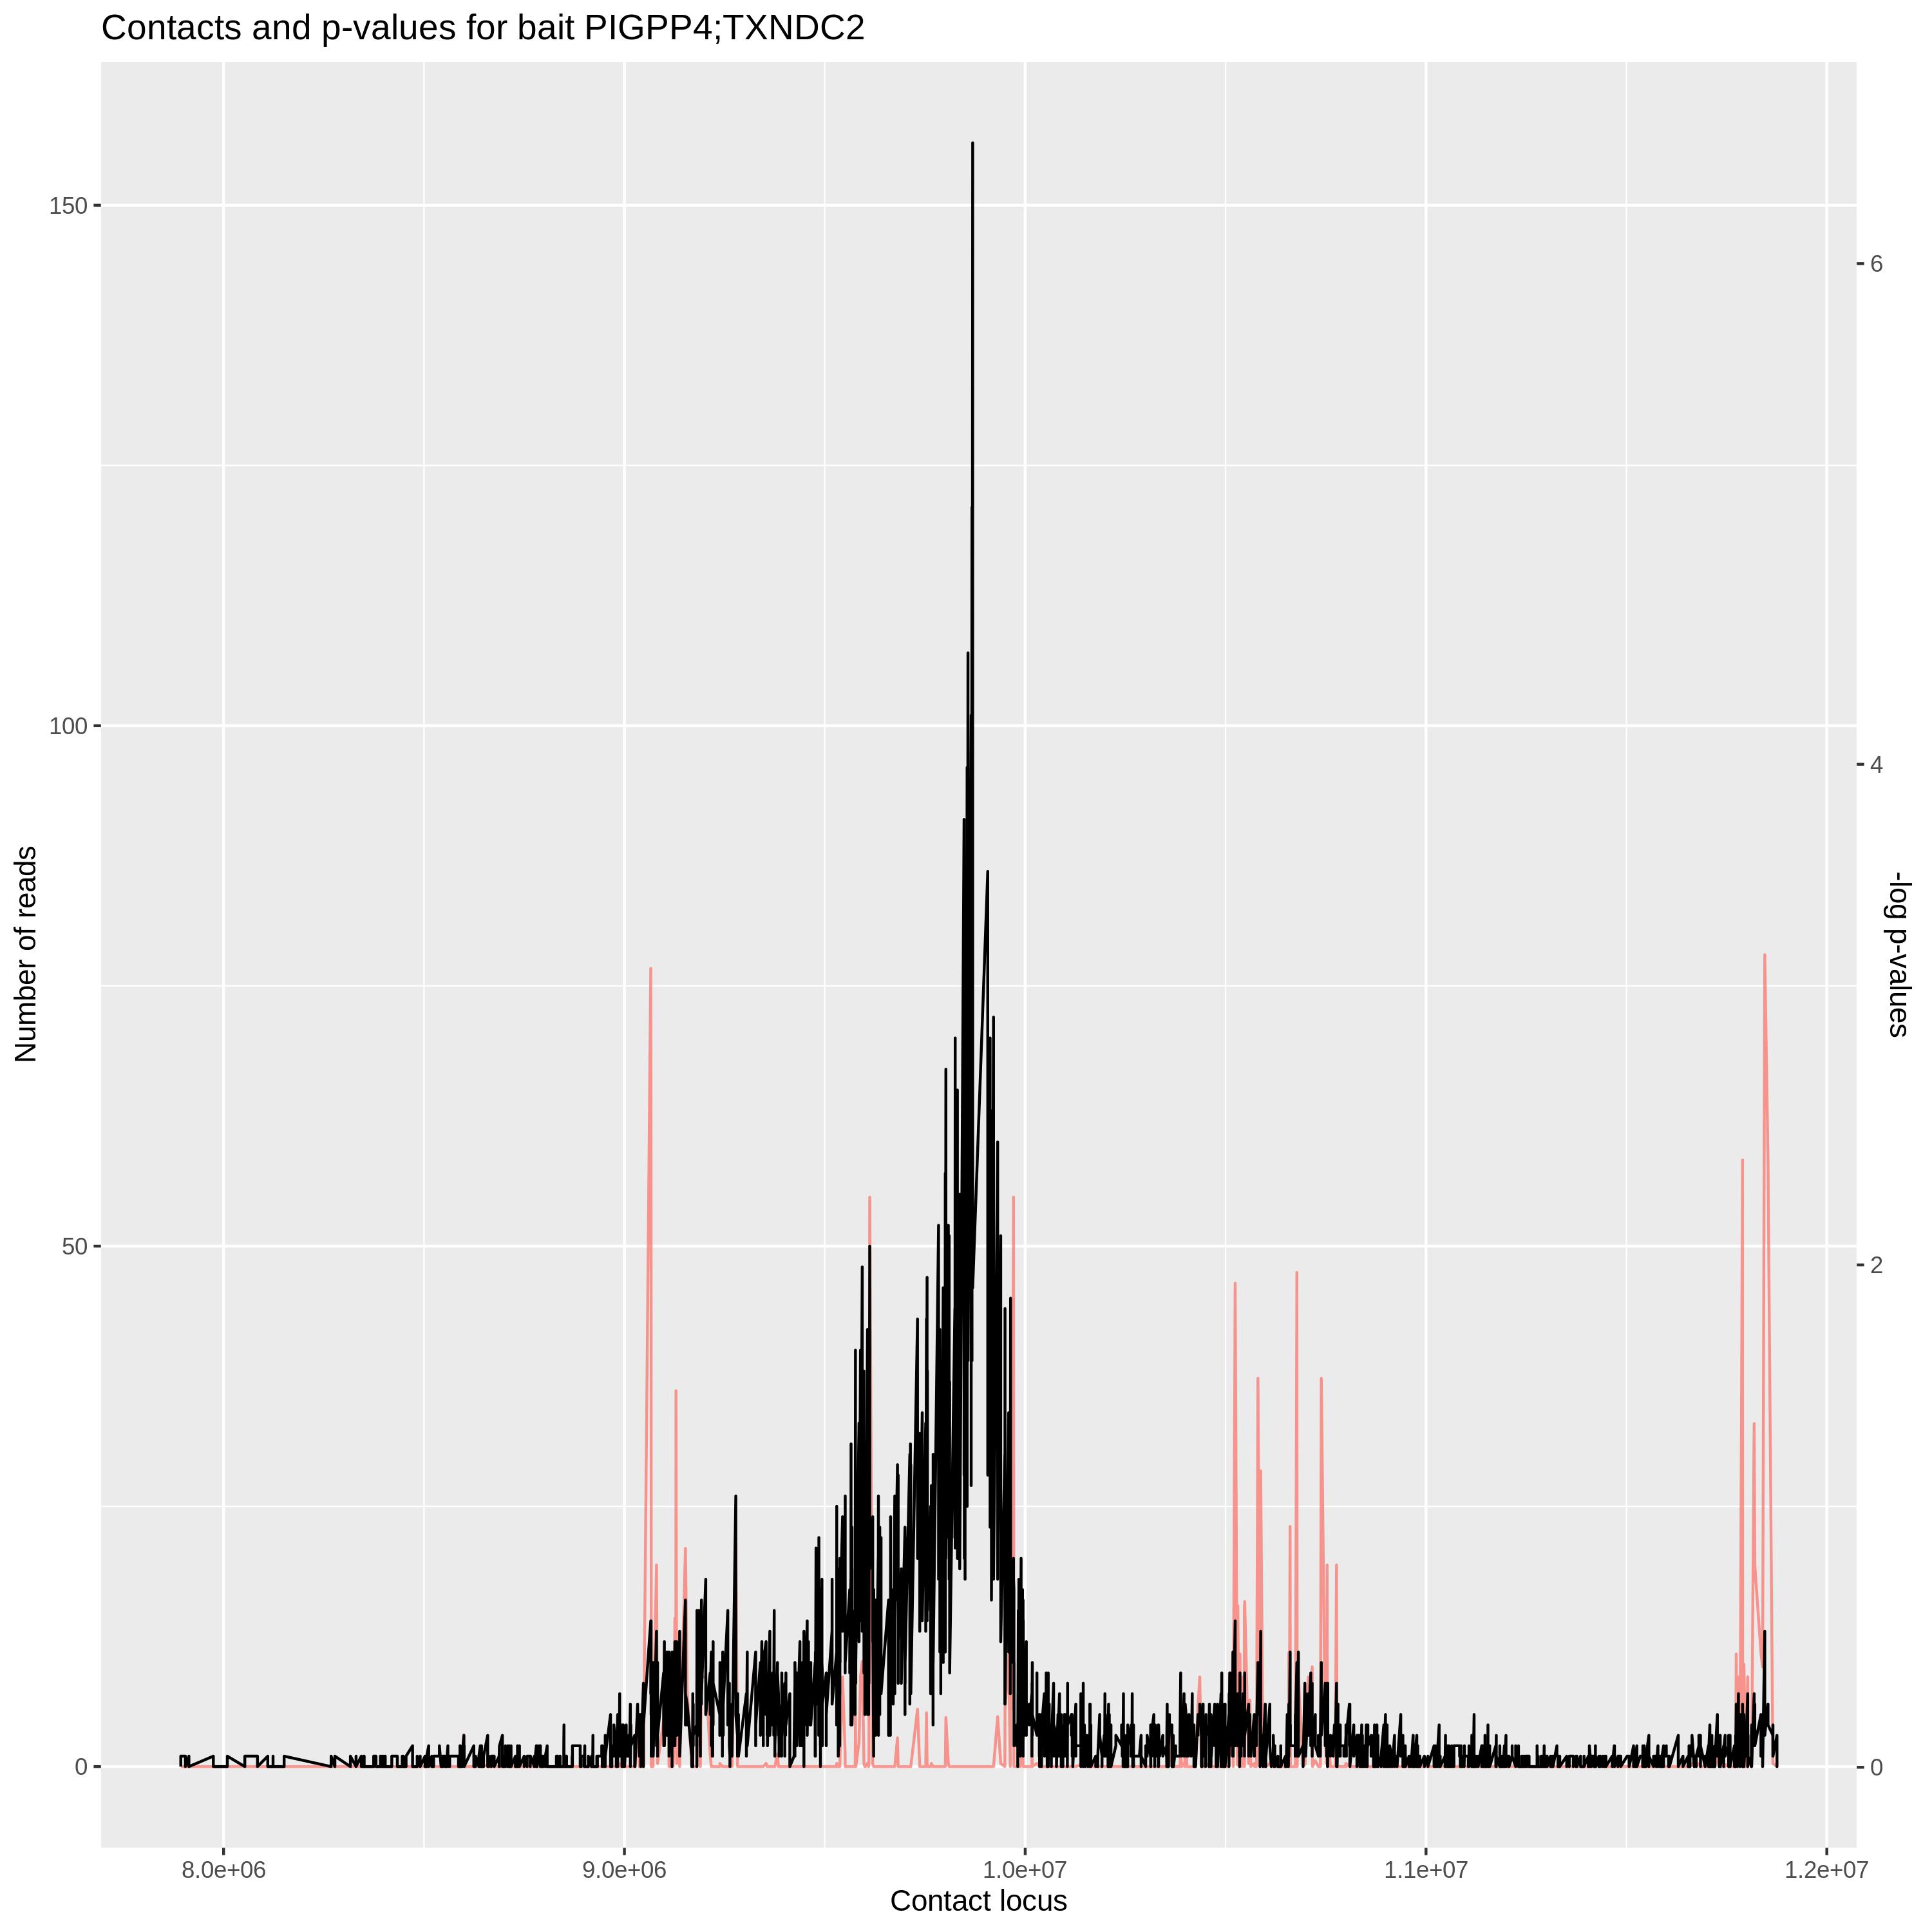 Contacts and p-values for bait PIGPP4;TXNDC2
150
100
50
0
Number of reads
6
4
2
0
-log p-values
8.0e+06
9.0e+06
1.0e+07
1.1e+07
1.2e+07
Contact locus